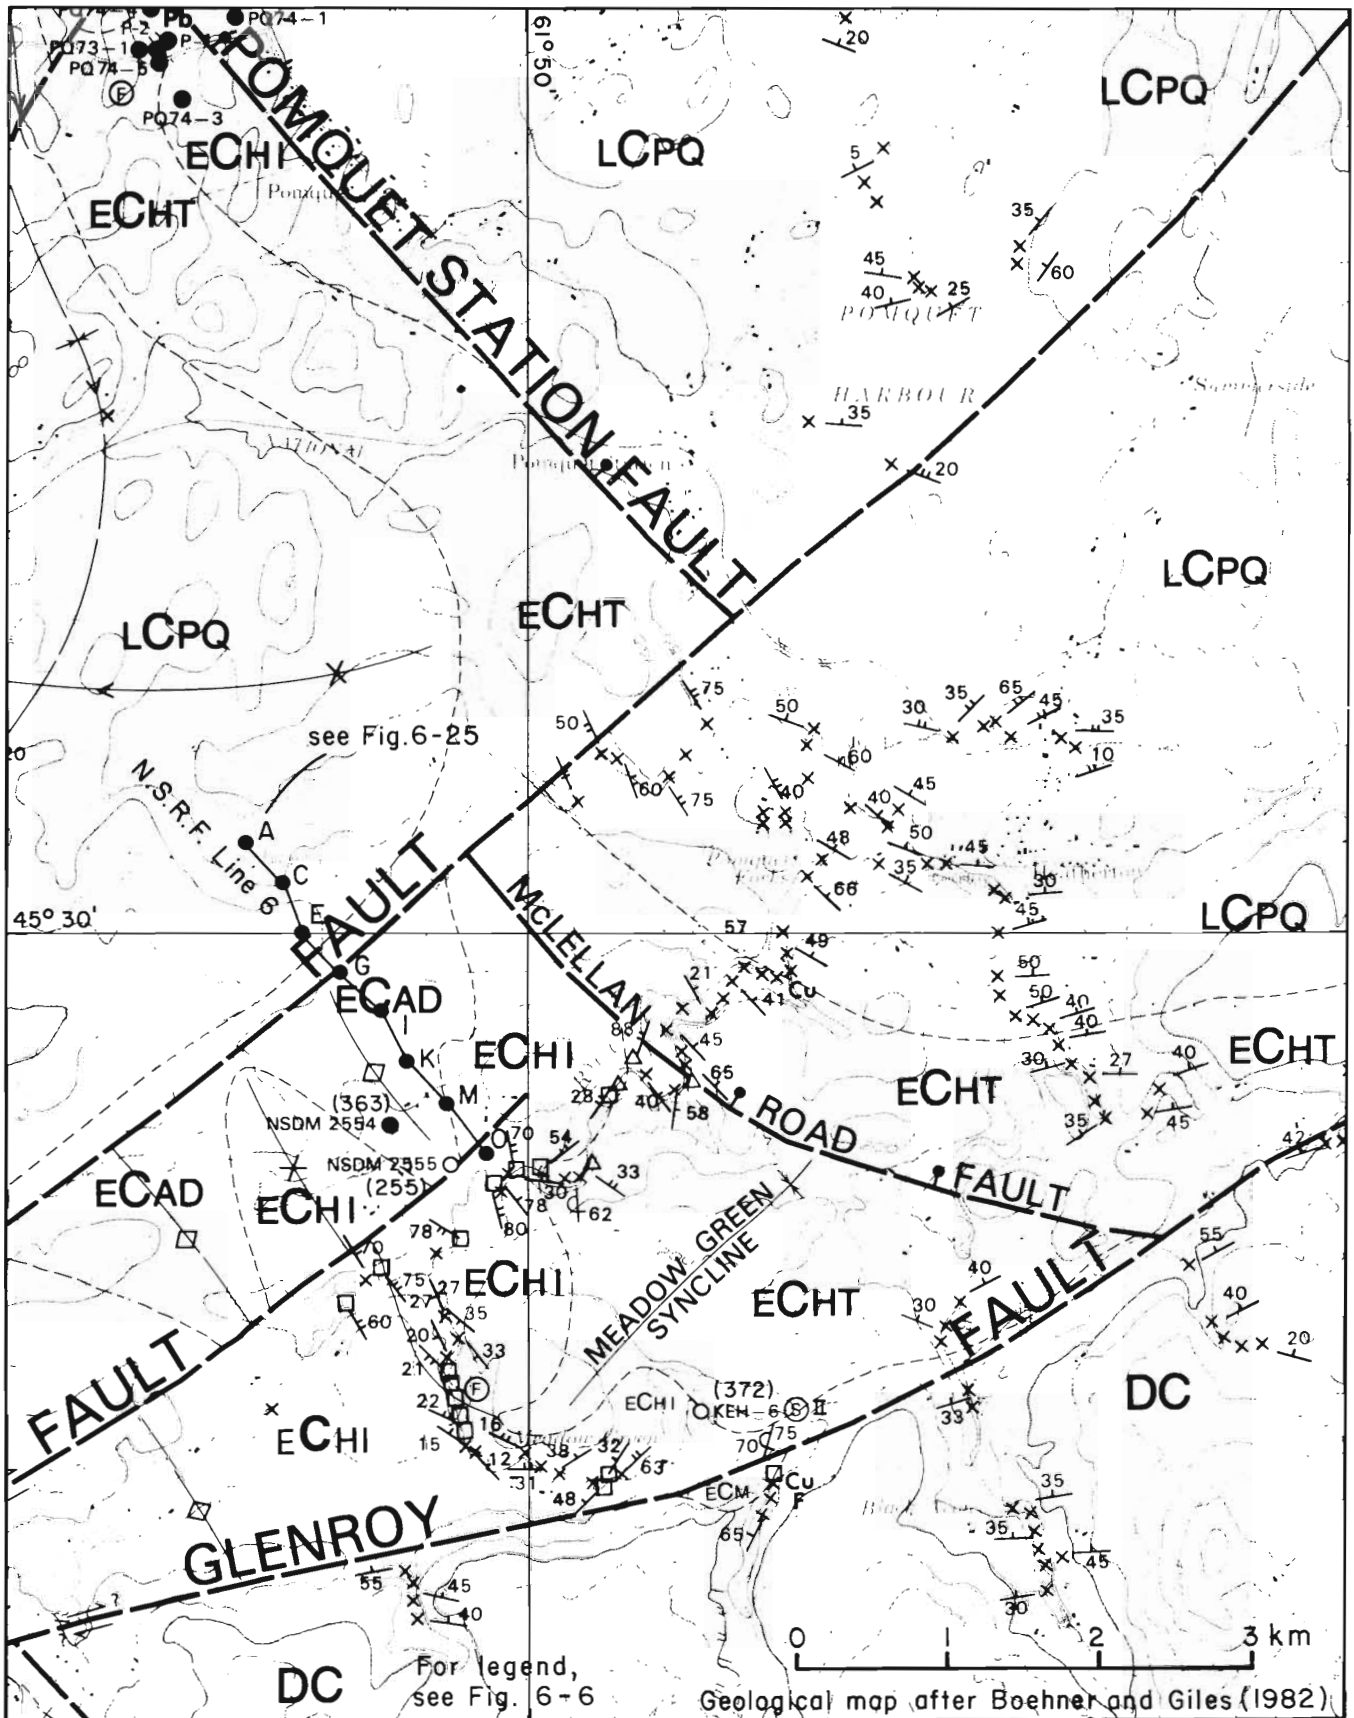 PQ74-4
P-2
Pb
PQ74-1
PQ73-1
PQ74-5
F
PQ74-3
POMQUET STATION FAULT
61° 50'
20
LCPQ
LCPQ
ECHI
ECHT
5
35
60
45
40
25
POMQUET
HARBOUR
35
20
Summerside
LCPQ
ECHT
LCPQ
see Fig. 6-25
N.S.R.F. Line 6
75
50
50
30
35
65
45
35
10
60
60
75
40
45
40
50
48
35
45
66
30
45
A
C
E
G
I
K
M
O
45° 30'
FAULT
McLELLAN ROAD FAULT
LCPQ
57
49
21
41
Cu
50
50
40
40
30
27
40
35
45
42
ECAD
ECHI
88
45
65
28
40
58
ECHT
ECHT
(363)
NSDM 2554
NSDM 2555
(255)
70
54
33
30
78
80
62
ECAD
ECHI
78
70
75
27
27
35
60
20
33
21
F
22
16
15
12
31
38
32
63
48
ECHI
MEADOW GREEN
SYNCLINE
ECHT
40
30
33
FAULT
55
40
20
DC
FAULT
ECHI
ECHI
(372)
KEH-6
S
II
75
70
ECM
Cu
F
65
35
35
45
30
GLENROY
55
45
40
?
DC
For legend,
see Fig. 6-6
0 1 2 3 km
Geological map after Boehner and Giles (1982)